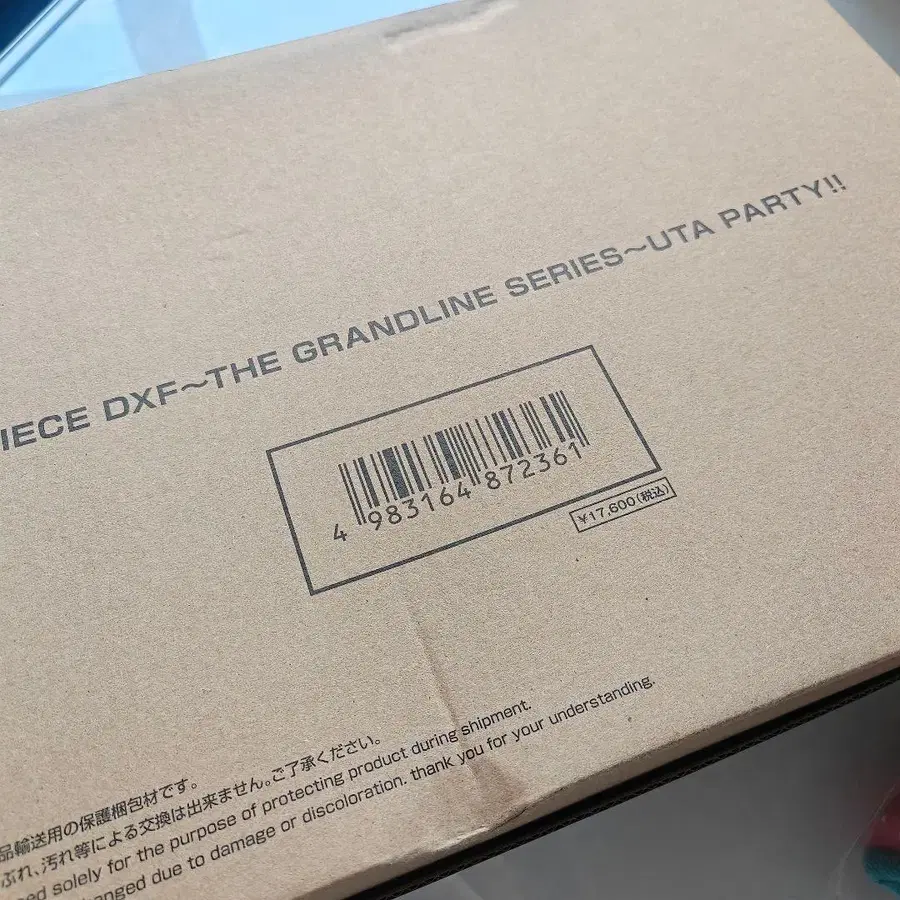 IECE DXF～THE GRANDLINE SERIES～UTA PARTY!!
4 983164 872361
¥17,600(税込)
品輸送用の保護梱包材です。
ぶれ、汚れ等による交換は出来ません。ご了承ください。
ed solely for the purpose of protecting product during shipment.
hanged due to damage or discoloration. thank you for your understanding.